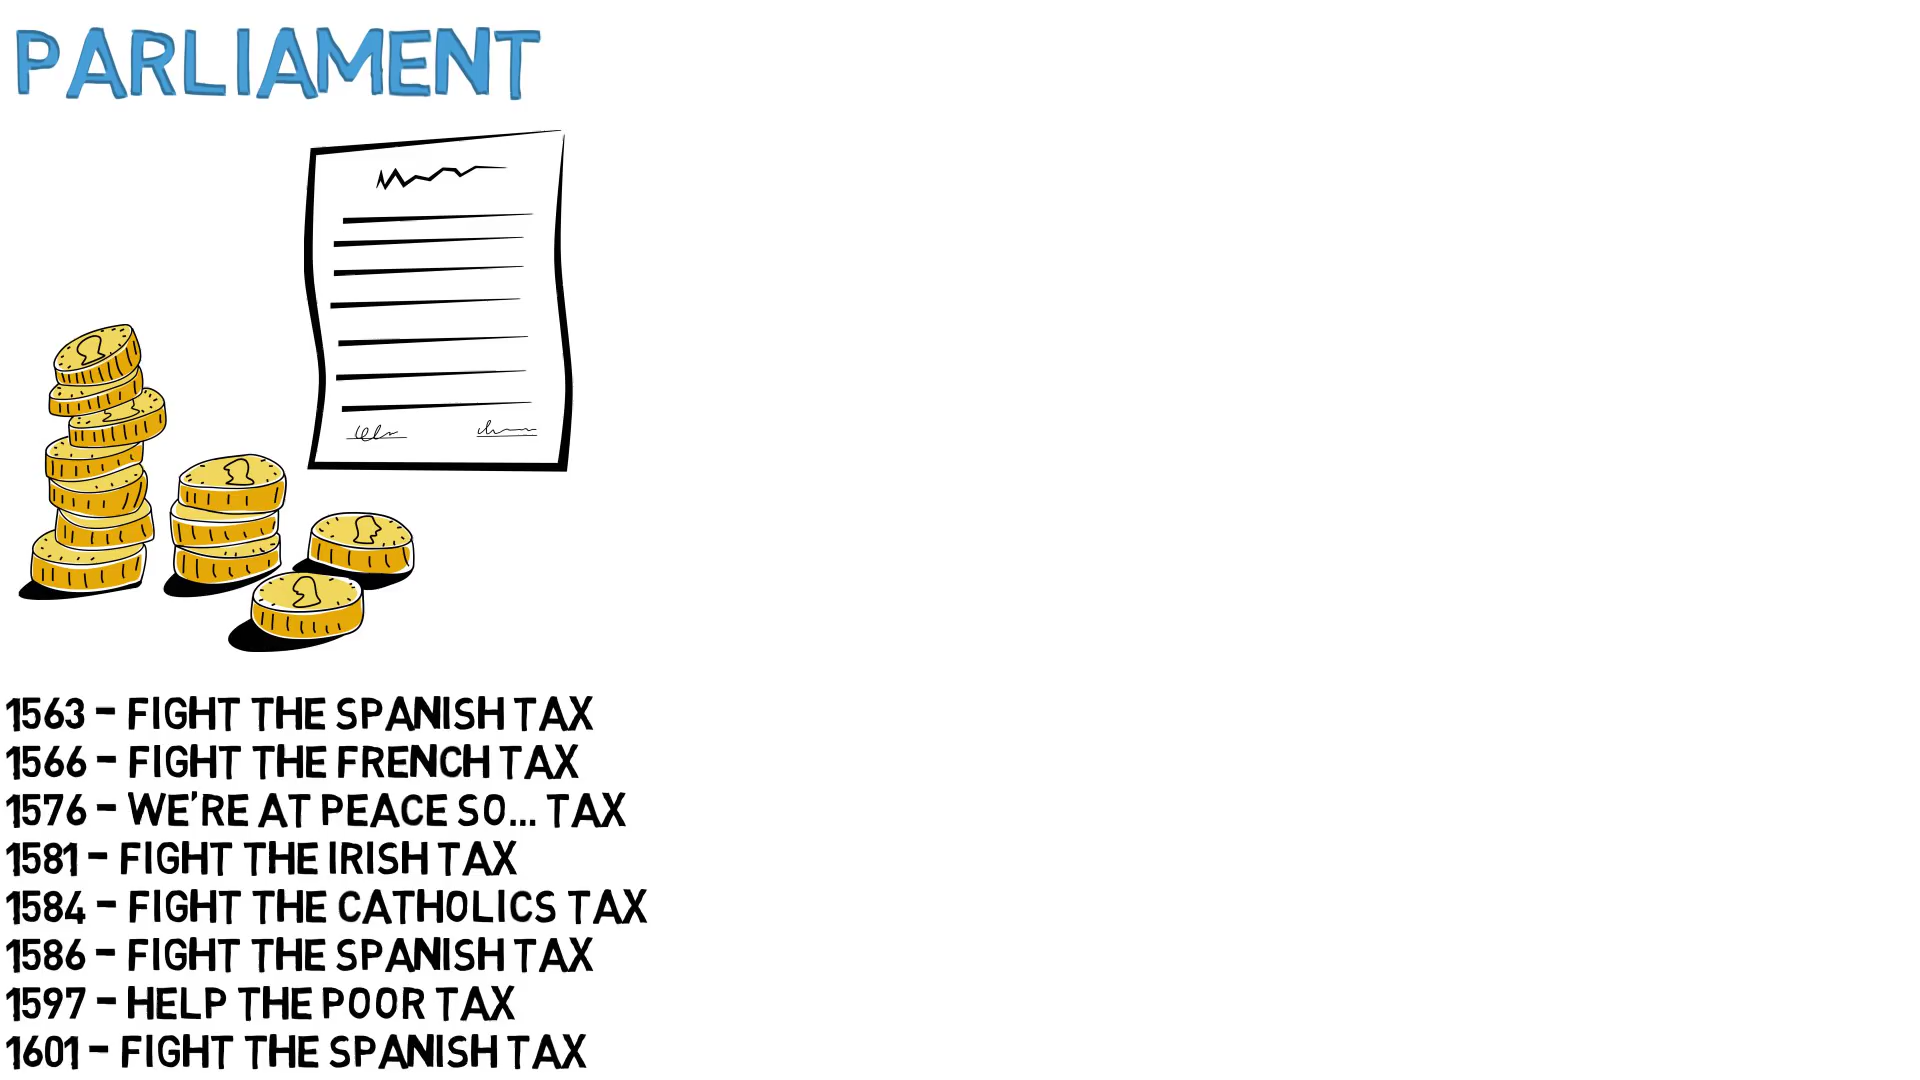 PARLIAMENT
1563 - FIGHT THE SPANISH TAX
1566 - FIGHT THE FRENCH TAX
1576 - WE'RE AT PEACE SO... TAX
1581 - FIGHT THE IRISH TAX
1584 - FIGHT THE CATHOLICS TAX
1586 - FIGHT THE SPANISH TAX
1597 - HELP THE POOR TAX
1601 - FIGHT THE SPANISH TAX